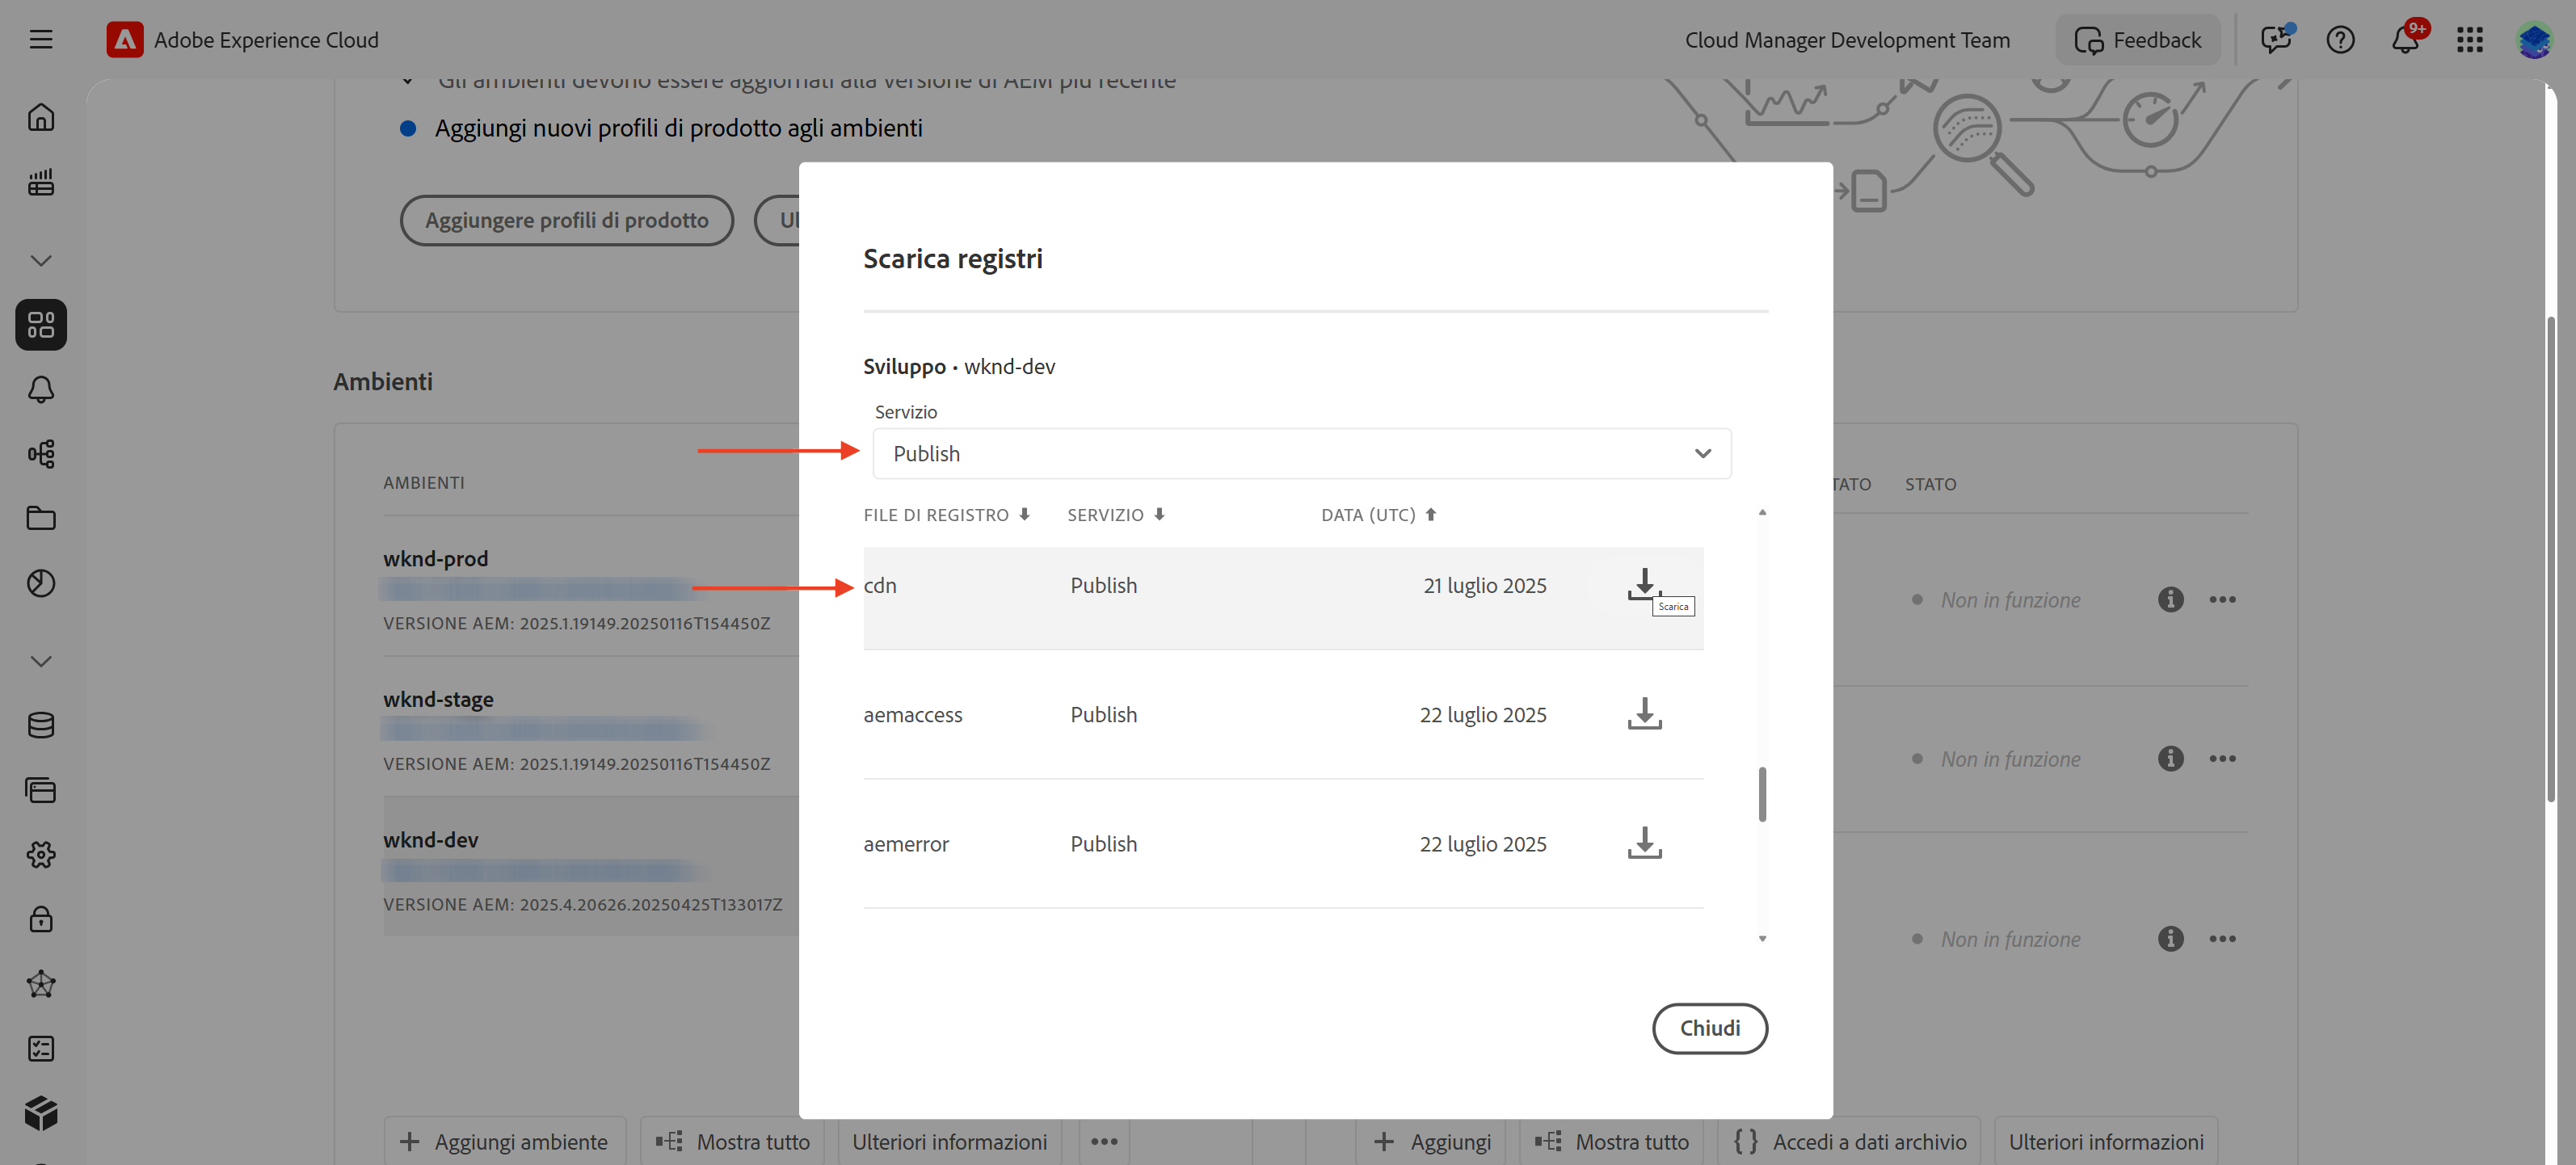 Adobe Experience Cloud
Cloud Manager Development Team
Feedback
9+
Gli ambienti devono essere aggiornati alla versione di AEM più recente
Aggiungi nuovi profili di prodotto agli ambienti
Aggiungere profili di prodotto
Ul
Scarica registri
Sviluppo • wknd-dev
Servizio
Publish
FILE DI REGISTRO
SERVIZIO
DATA (UTC)
cdn
Publish
21 luglio 2025
Scarica
aemaccess
Publish
22 luglio 2025
aemerror
Publish
22 luglio 2025
Chiudi
Ambienti
AMBIENTI
TATO
STATO
wknd-prod
VERSIONE AEM: 2025.1.19149.20250116T154450Z
Non in funzione
wknd-stage
VERSIONE AEM: 2025.1.19149.20250116T154450Z
Non in funzione
wknd-dev
VERSIONE AEM: 2025.4.20626.20250425T133017Z
Non in funzione
Aggiungi ambiente
Mostra tutto
Ulteriori informazioni
Aggiungi
Mostra tutto
Accedi a dati archivio
Ulteriori informazioni